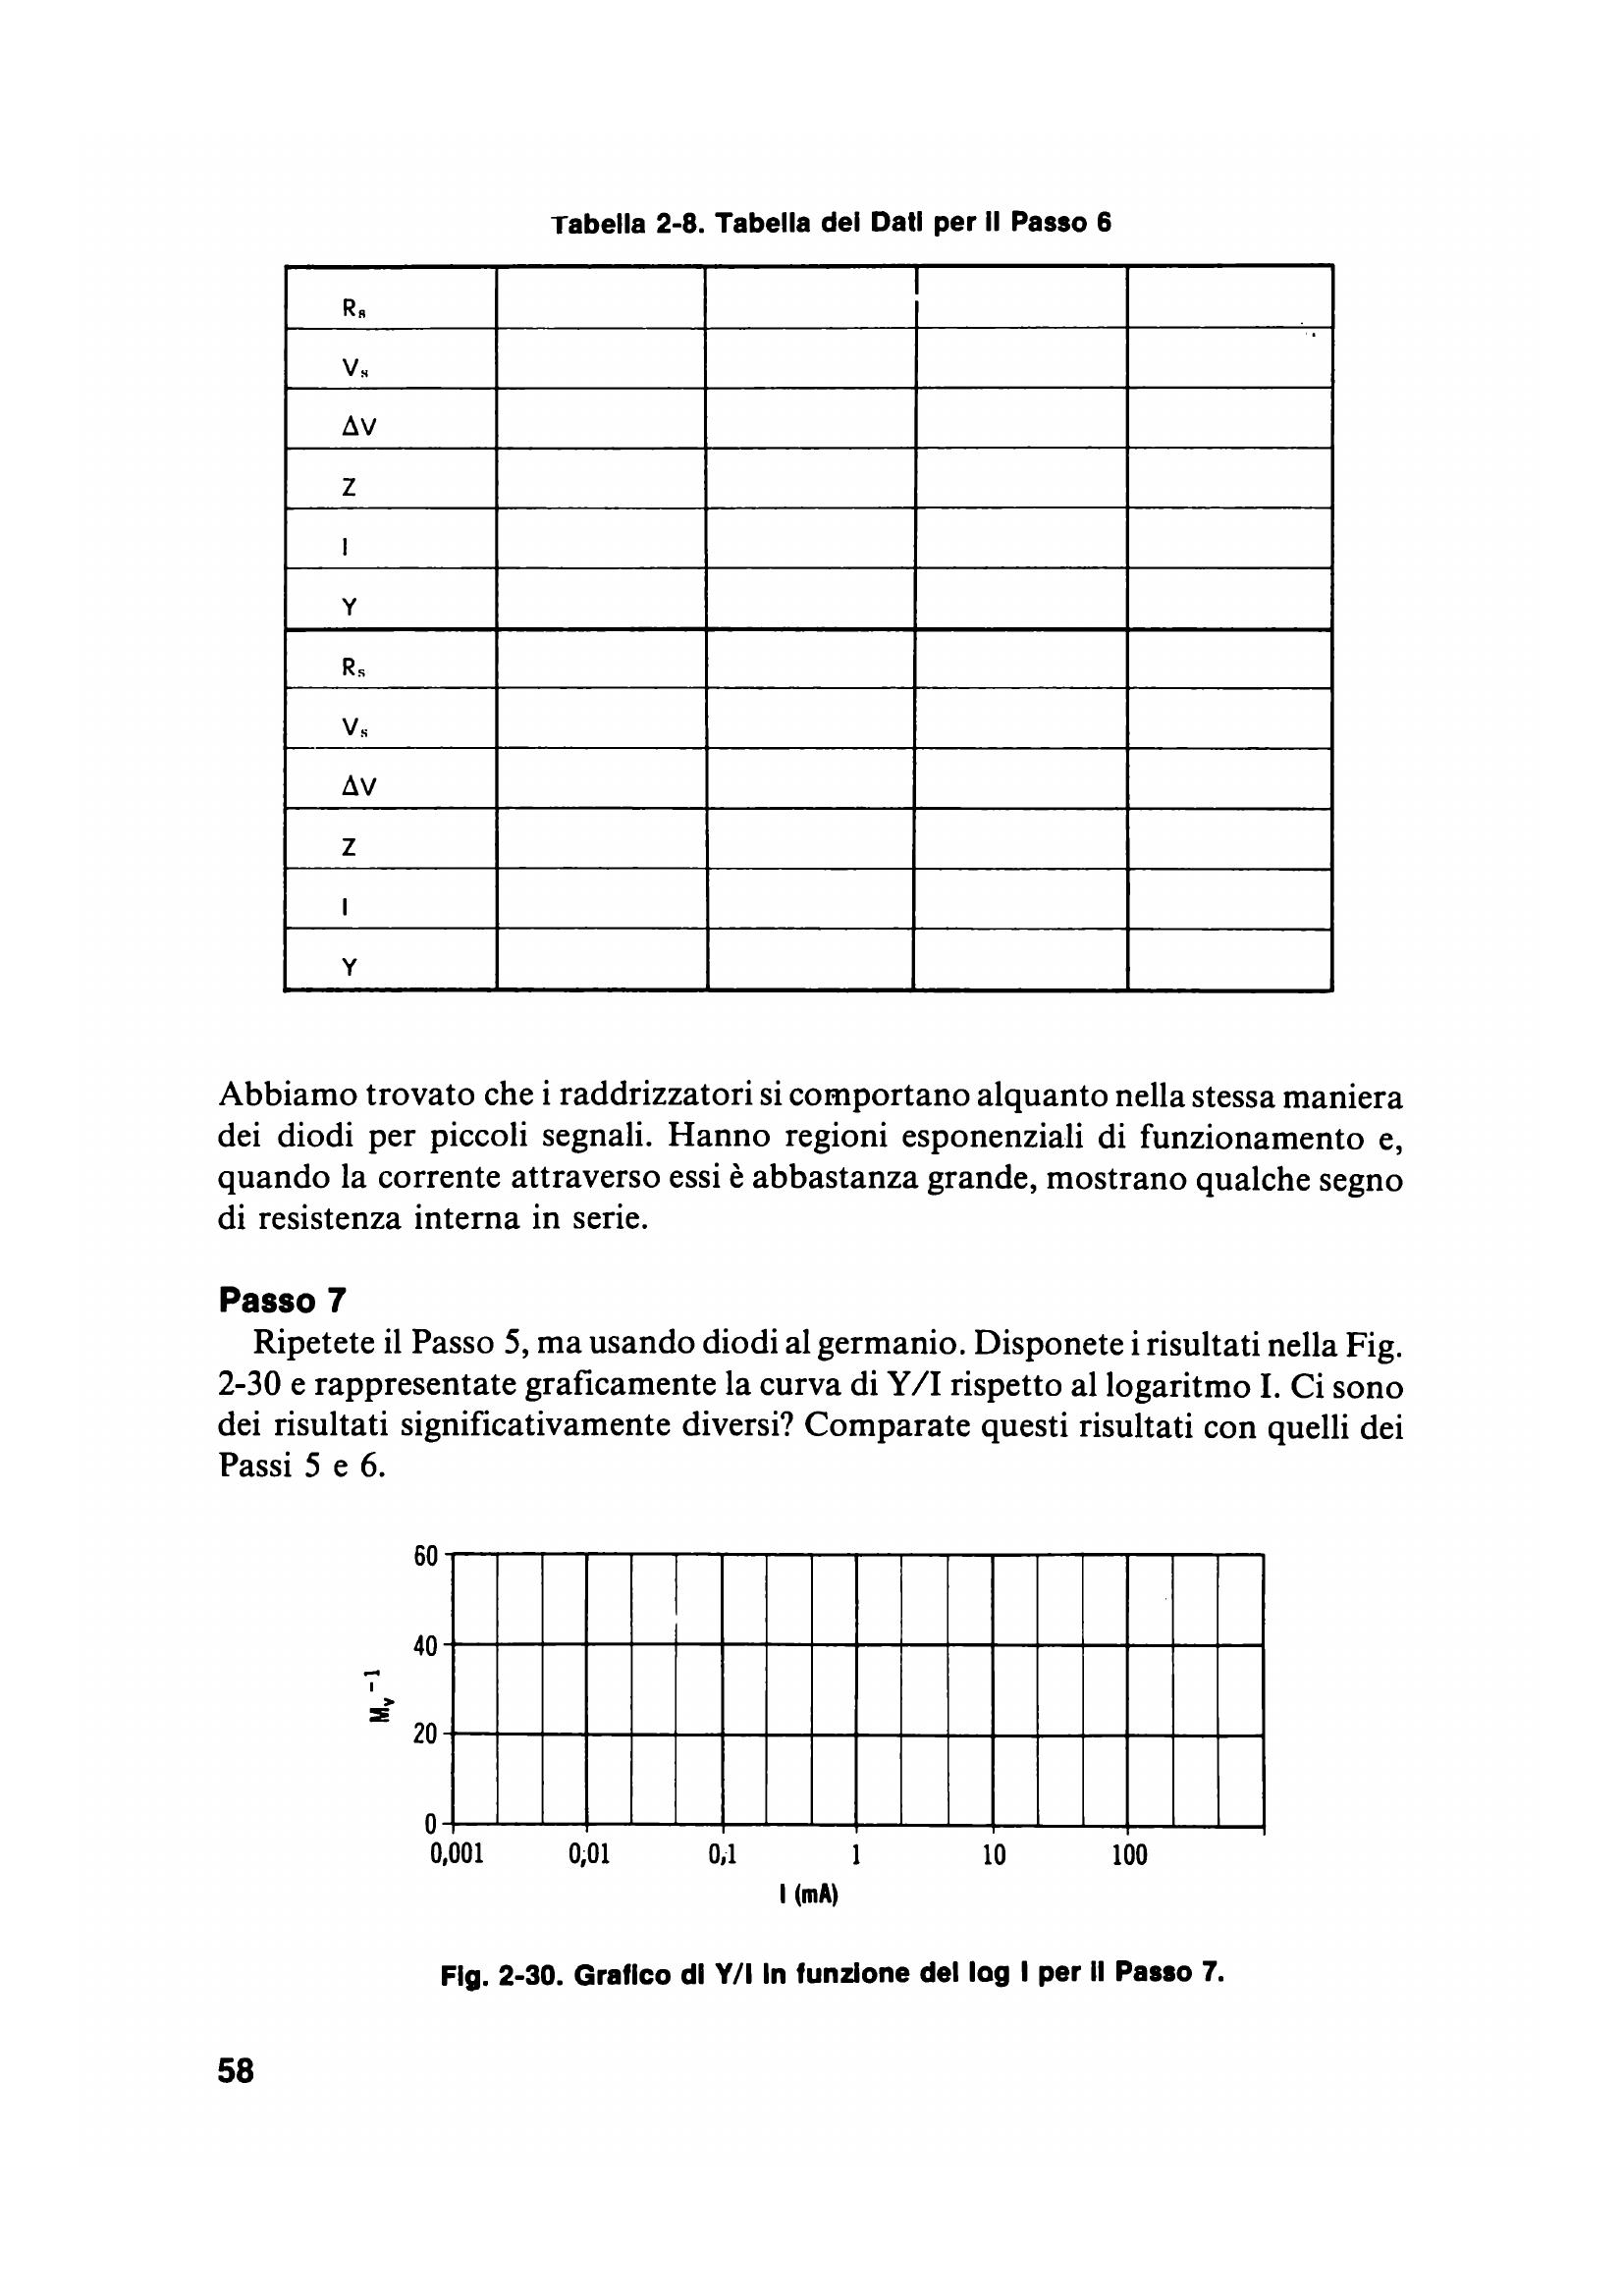 Tabella 2-8. Tabella dei Dati per il Passo 6
Rs
Vs
ΔV
Z
I
Y
Rs
Vs
ΔV
Z
I
Y
Abbiamo trovato che i raddrizzatori si comportano alquanto nella stessa maniera
dei diodi per piccoli segnali. Hanno regioni esponenziali di funzionamento e,
quando la corrente attraverso essi è abbastanza grande, mostrano qualche segno
di resistenza interna in serie.
Passo 7
Ripetete il Passo 5, ma usando diodi al germanio. Disponete i risultati nella Fig.
2-30 e rappresentate graficamente la curva di Y/I rispetto al logaritmo I. Ci sono
dei risultati significativamente diversi? Comparate questi risultati con quelli dei
Passi 5 e 6.
60
40
20
0
Mv -1
0,001 0,01 0,1 1 10 100
I (mA)
Fig. 2-30. Grafico di Y/I in funzione del log I per il Passo 7.
58